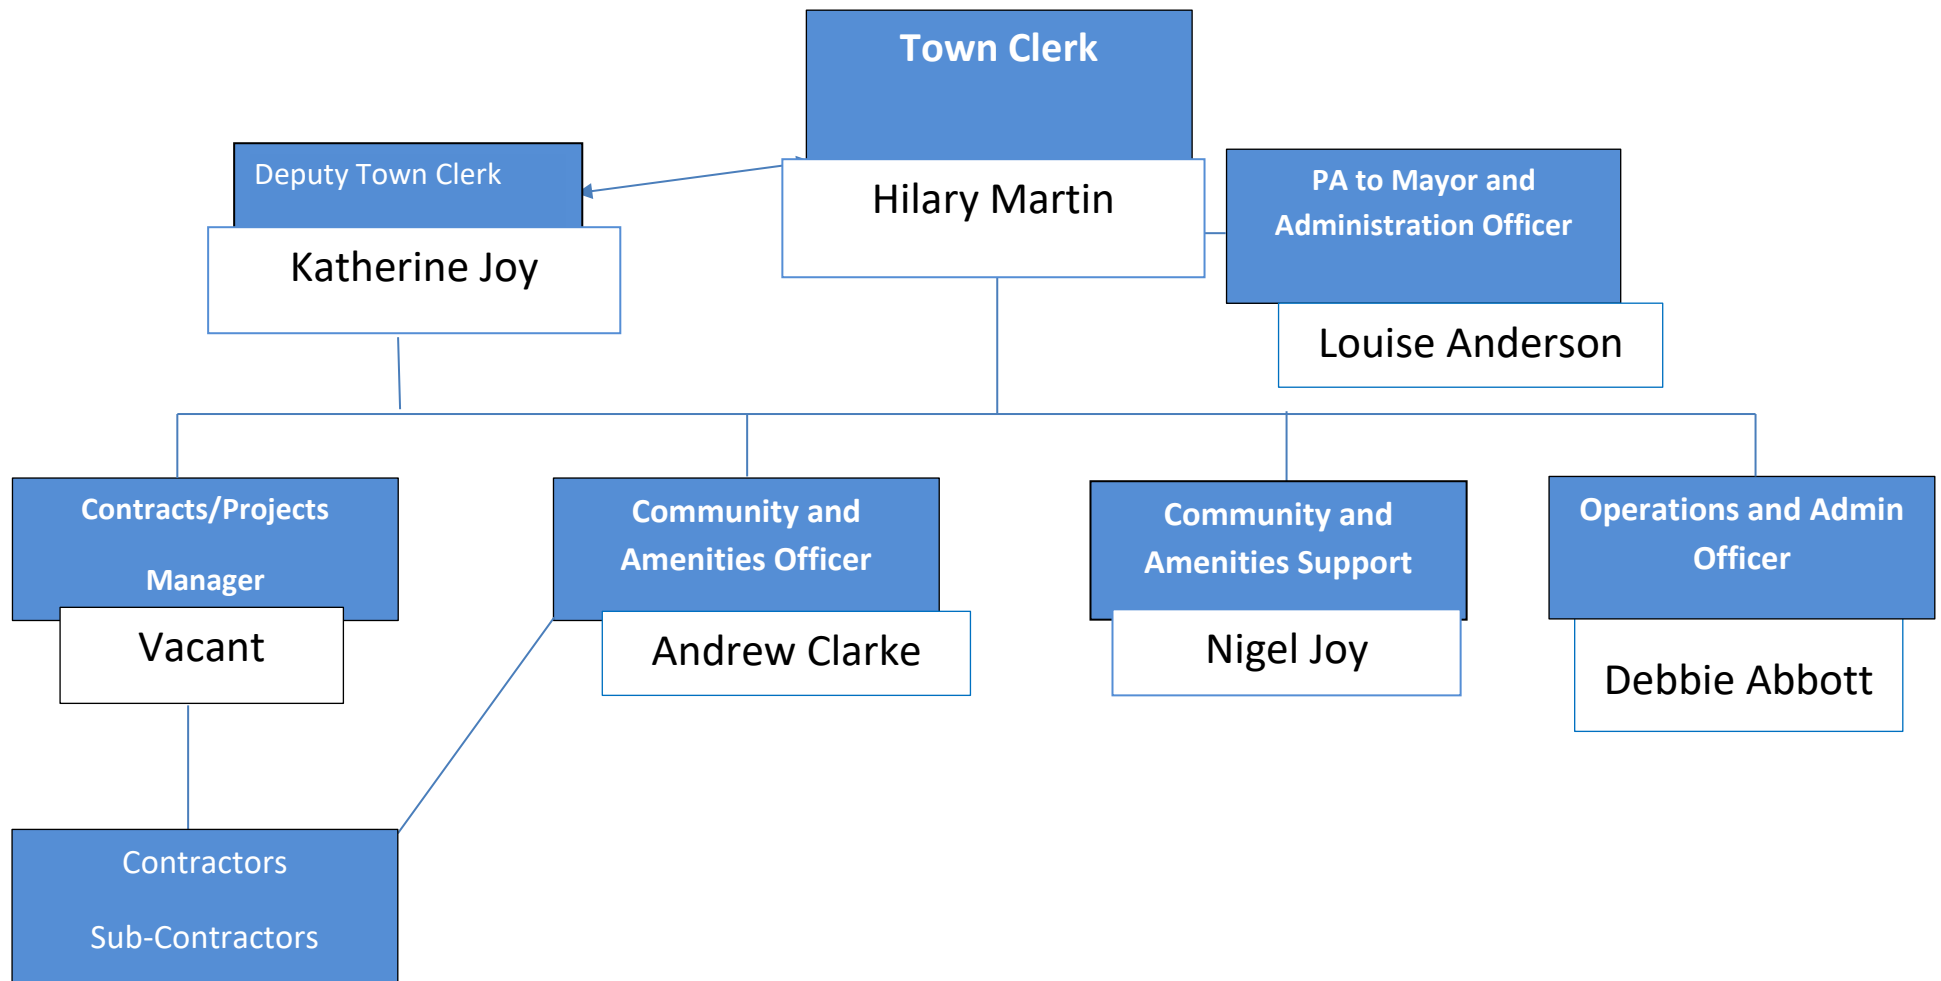 Town Clerk
Hilary Martin
Deputy Town Clerk
Katherine Joy
PA to Mayor and
Administration Officer
Louise Anderson
Contracts/Projects
Manager
Vacant
Community and
Amenities Officer
Andrew Clarke
Community and
Amenities Support
Nigel Joy
Operations and Admin
Officer
Debbie Abbott
Contractors
Sub-Contractors